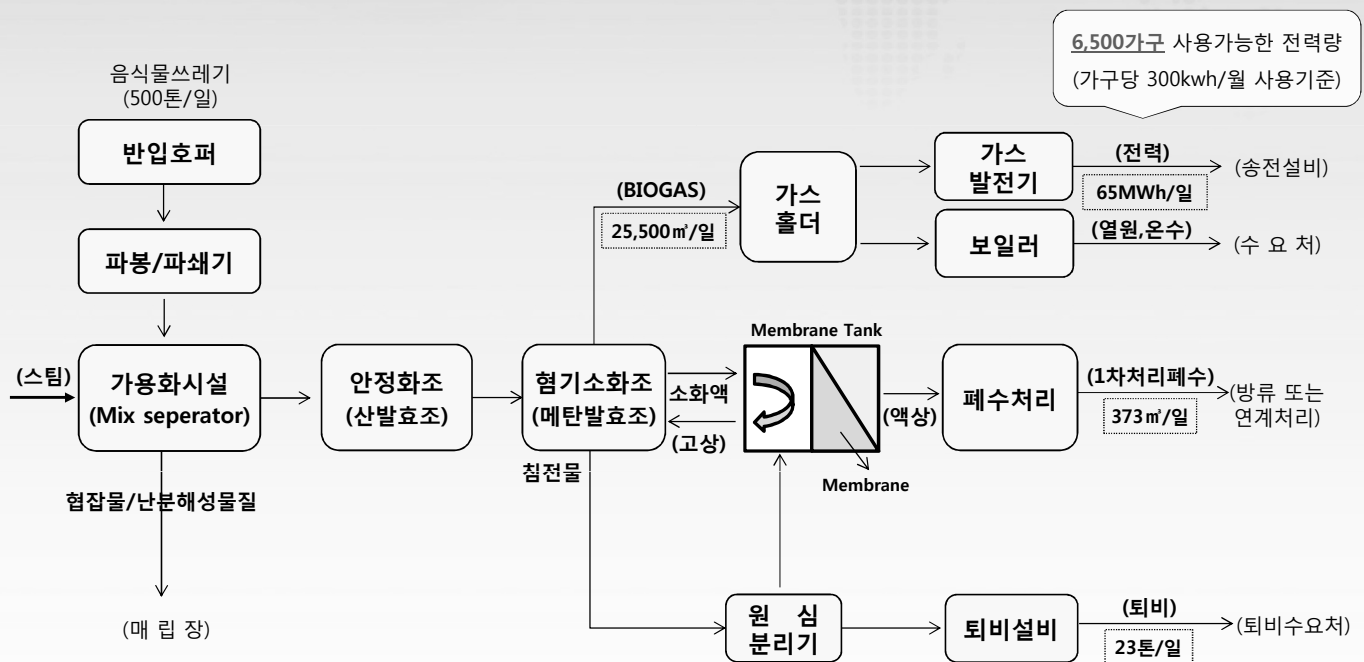 6,500가구 사용가능한 전력량
(가구당 300kwh/월 사용기준)
음식물쓰레기
(500톤/일)
반입호퍼
파봉/파쇄기
(스팀)
가용화시설
(Mix seperator)
협잡물/난분해성물질
(매 립 장)
안정화조
(산발효조)
혐기소화조
(메탄발효조)
(BIOGAS)
25,500㎥/일
가스
홀더
가스
발전기
(전력)
65MWh/일
(송전설비)
보일러
(열원,온수)
(수 요 처)
Membrane Tank
소화액
(고상)
Membrane
(액상)
폐수처리
(1차처리폐수)
373㎥/일
(방류 또는
연계처리)
침전물
원 심
분리기
퇴비설비
(퇴비)
23톤/일
(퇴비수요처)